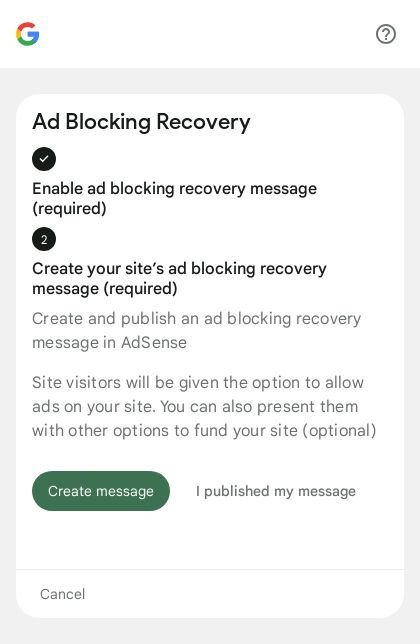 Ad Blocking Recovery
Enable ad blocking recovery message
(required)
2
Create your site’s ad blocking recovery
message (required)
Create and publish an ad blocking recovery
message in AdSense
Site visitors will be given the option to allow
ads on your site. You can also present them
with other options to fund your site (optional)
Create message
I published my message
Cancel